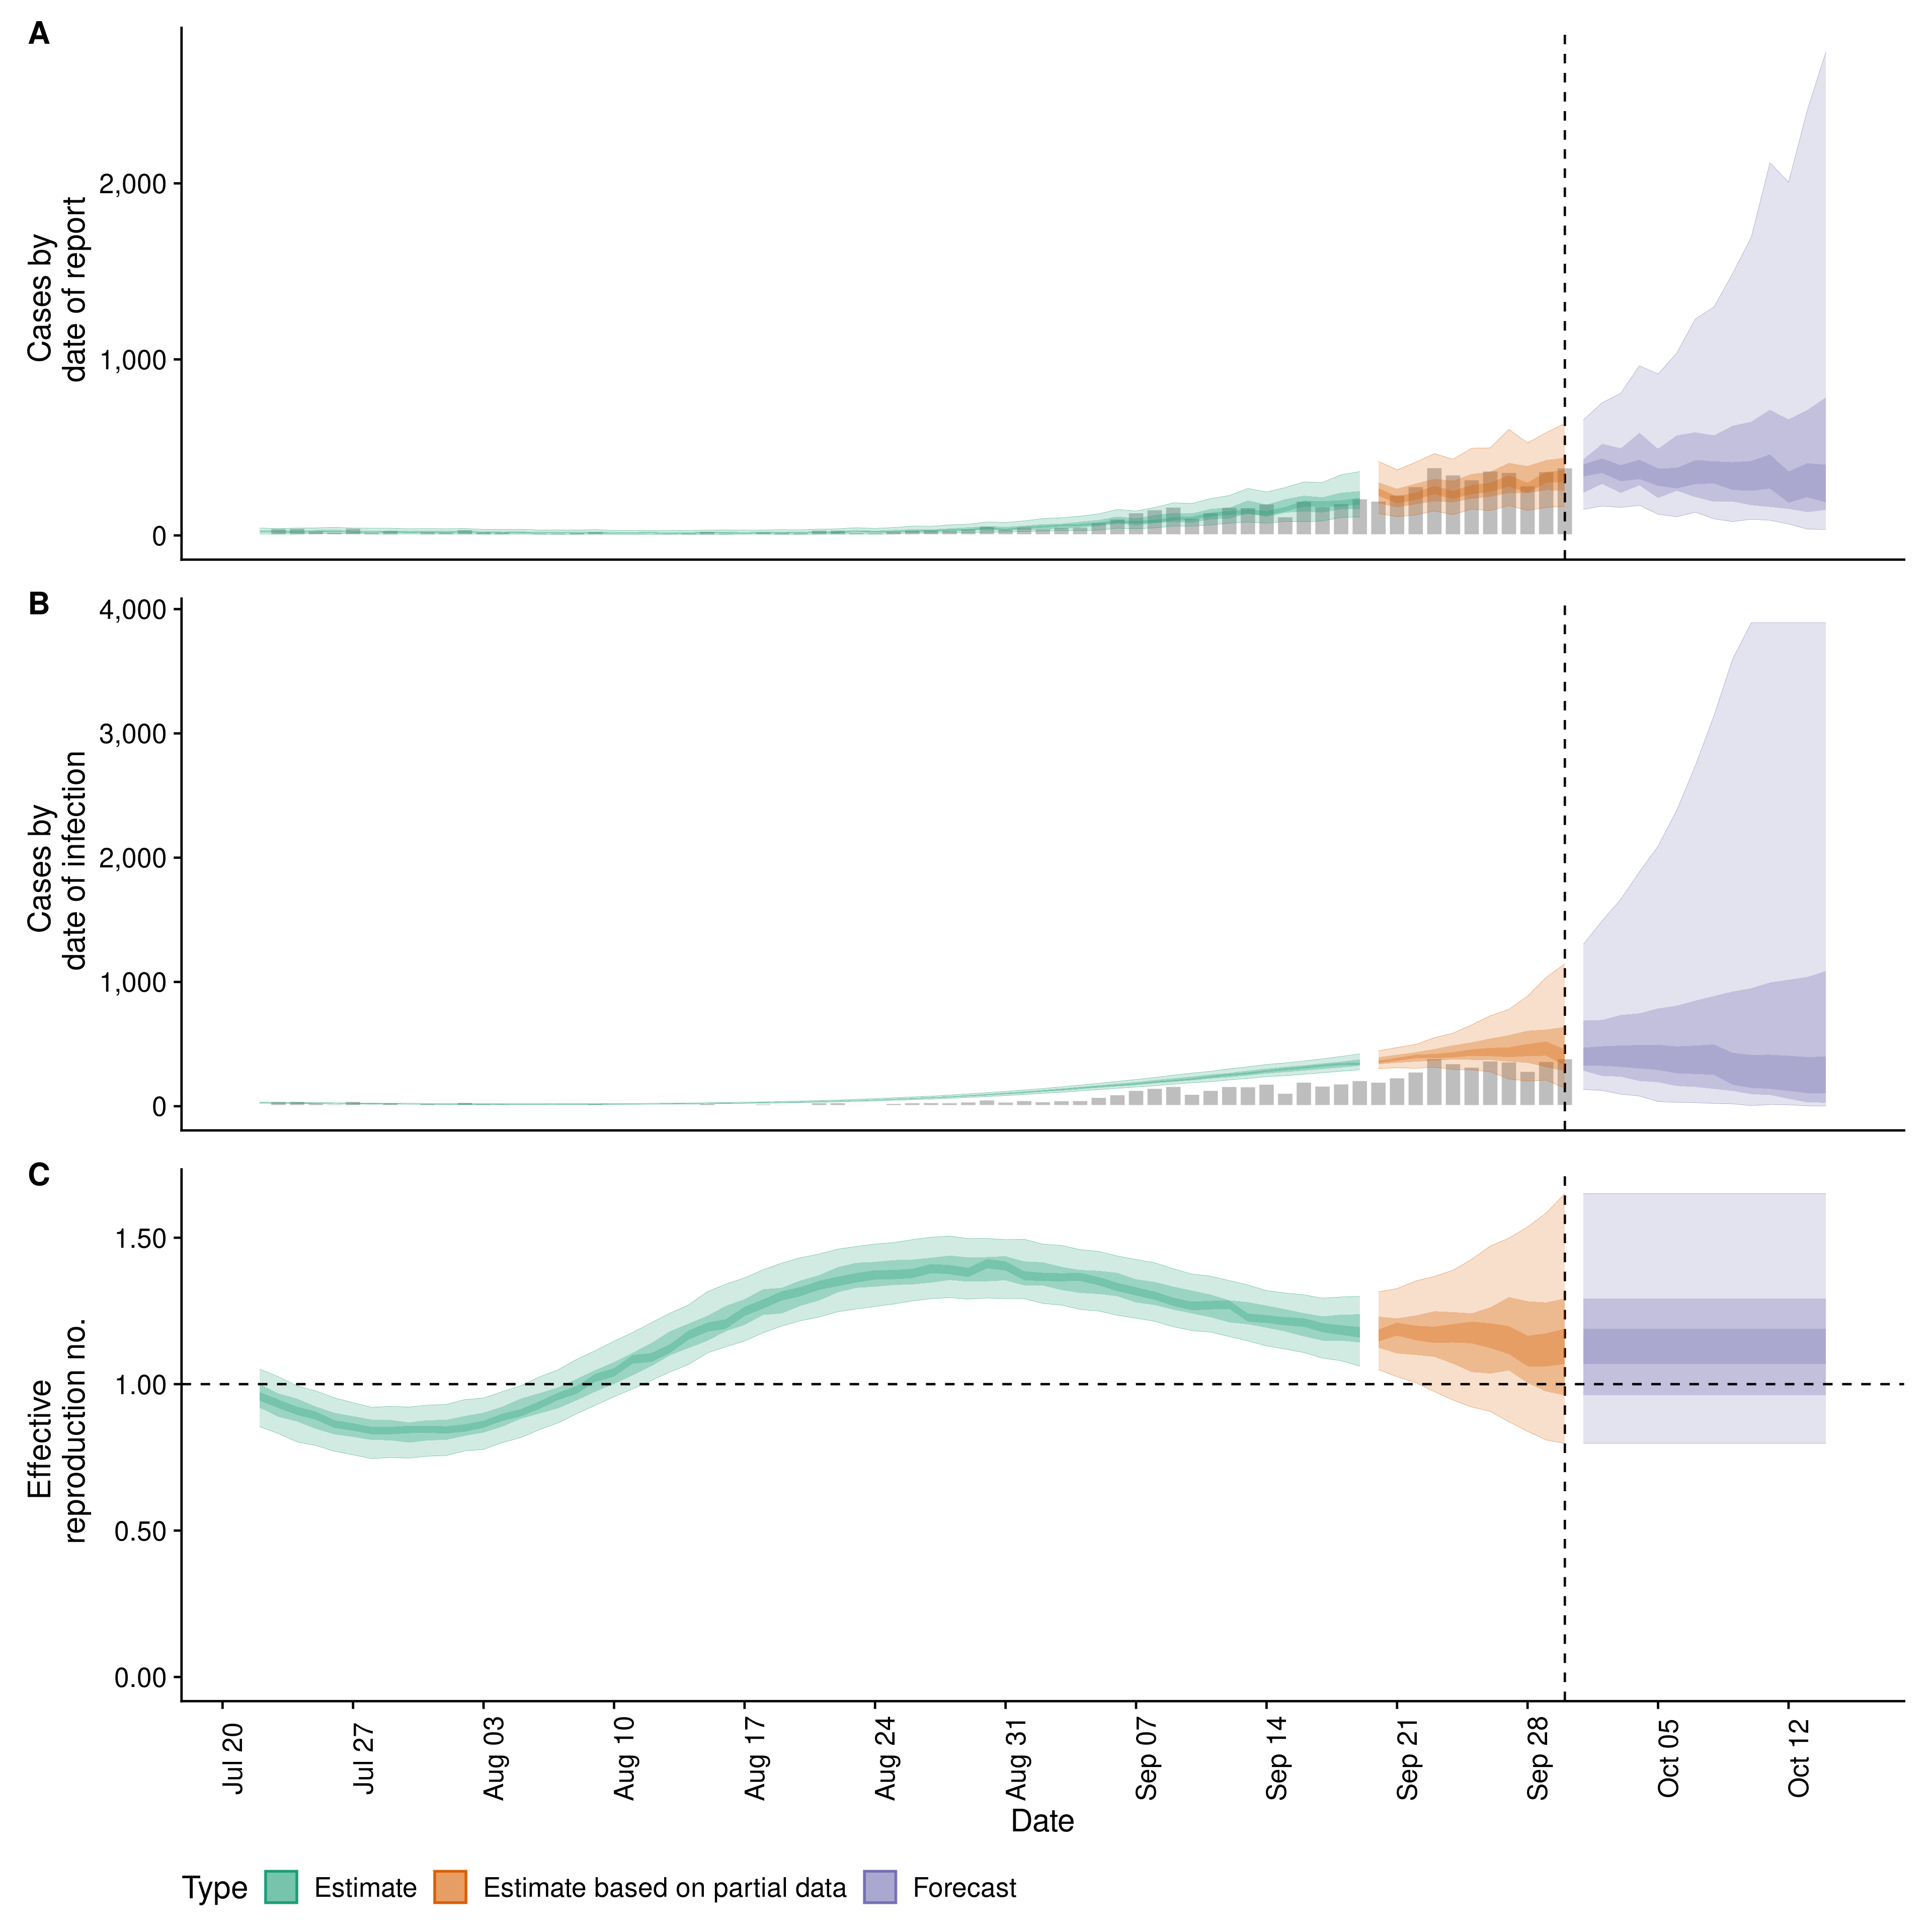 A
Cases by
date of report
2,000
1,000
0
B
Cases by
date of infection
4,000
3,000
2,000
1,000
0
C
Effective
reproduction no.
1.50
1.00
0.50
0.00
Jul 20
Jul 27
Aug 03
Aug 10
Aug 17
Aug 24
Aug 31
Sep 07
Sep 14
Sep 21
Sep 28
Oct 05
Oct 12
Date
Type Estimate Estimate based on partial data Forecast